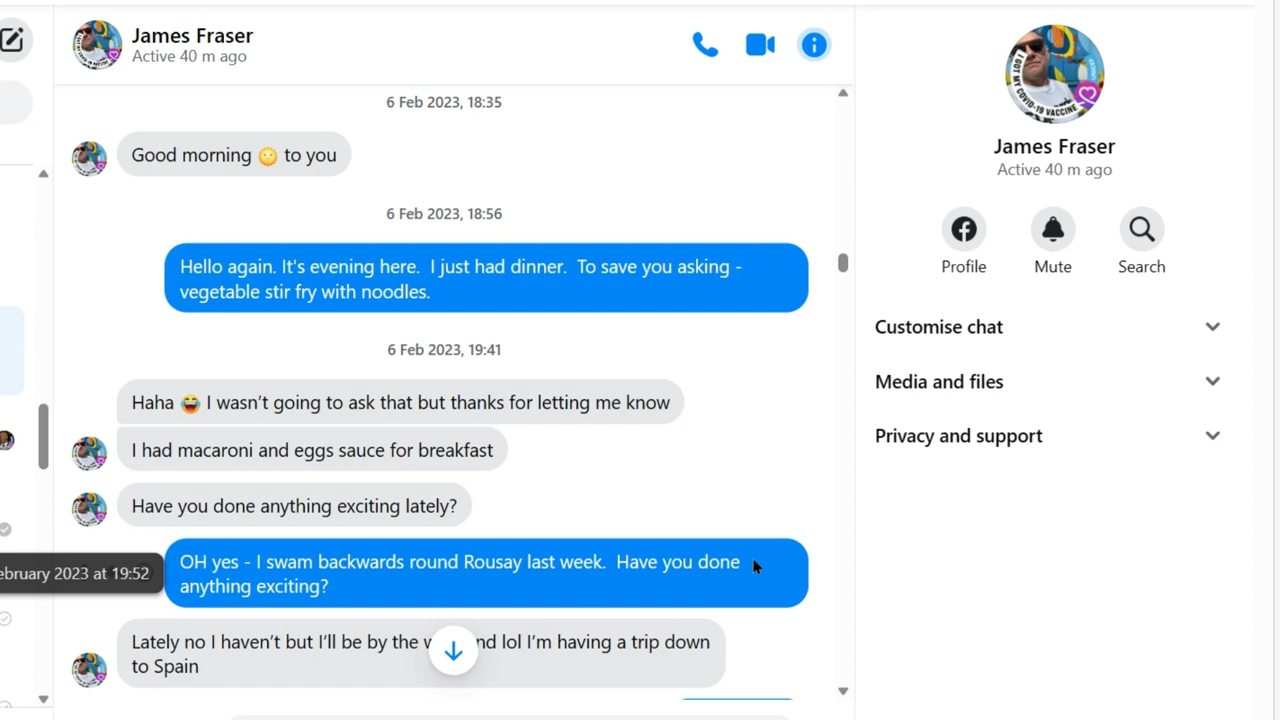 James Fraser
Active 40 m ago
6 Feb 2023, 18:35
Good morning 🌝 to you
6 Feb 2023, 18:56
Hello again. It's evening here.  I just had dinner.  To save you asking -
vegetable stir fry with noodles.
6 Feb 2023, 19:41
Haha 😂 I wasn’t going to ask that but thanks for letting me know
I had macaroni and eggs sauce for breakfast
Have you done anything exciting lately?
ebruary 2023 at 19:52
OH yes - I swam backwards round Rousay last week.  Have you done
anything exciting?
Lately no I haven’t but I’ll be by the w nd lol I’m having a trip down
to Spain
I GOT MY COVID-19 VACCINE
James Fraser
Active 40 m ago
Profile
Mute
Search
Customise chat
Media and files
Privacy and support